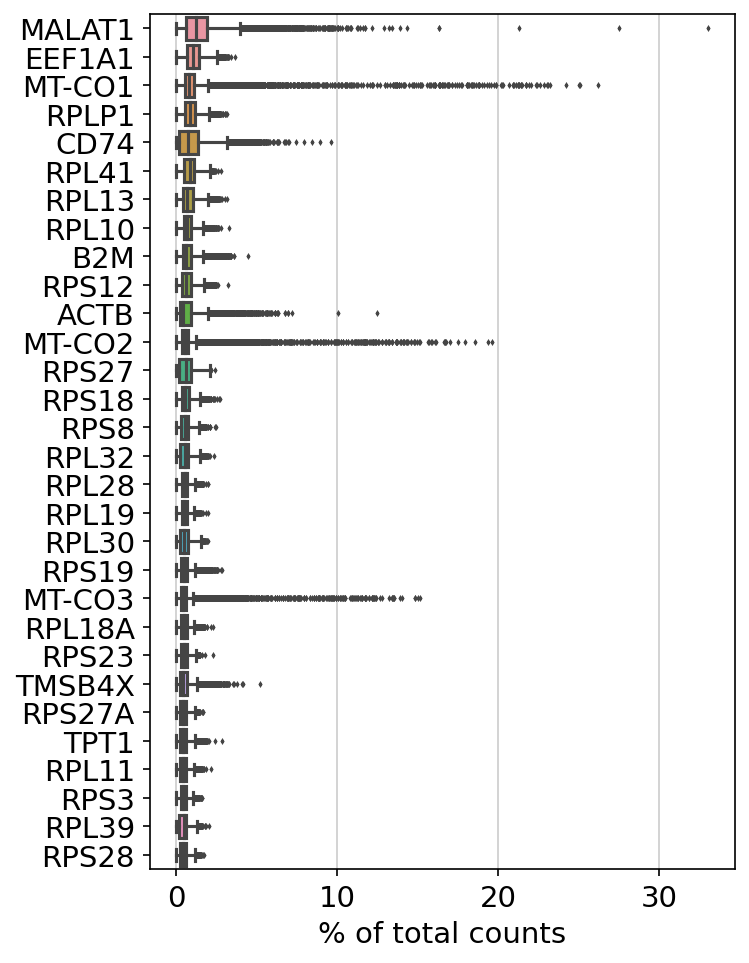 MALAT1
EEF1A1
MT-CO1
RPLP1
CD74
RPL41
RPL13
RPL10
B2M
RPS12
ACTB
MT-CO2
RPS27
RPS18
RPS8
RPL32
RPL28
RPL19
RPL30
RPS19
MT-CO3
RPL18A
RPS23
TMSB4X
RPS27A
TPT1
RPL11
RPS3
RPL39
RPS28
0 10 20 30
% of total counts